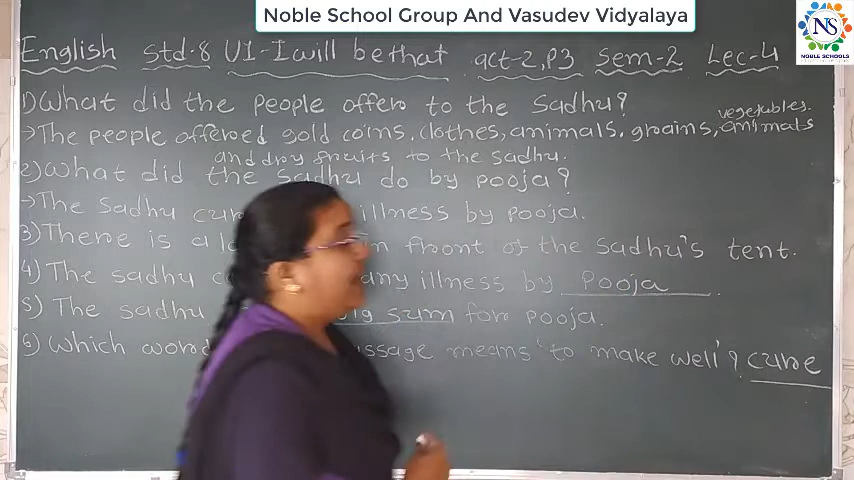 Noble School Group And Vasudev Vidyalaya
NS
NOBLE SCHOOLS
English Std-8 U1-I will be that act-2,P3 Sem-2 Lec-4
1) What did the people offer to the Sadhu?
vegetables.
→ The people offered gold coins, clothes, animals, grains, animals
and dry fruits to the sadhu.
2) What did the Sadhu do by pooja?
→ The Sadhu illness by pooja.
3) There is a in front of the Sadhu's tent.
4) The sadhu any illness by Pooja.
5) The sadhu big sum for pooja.
6) Which word passage means 'to make well'? cure